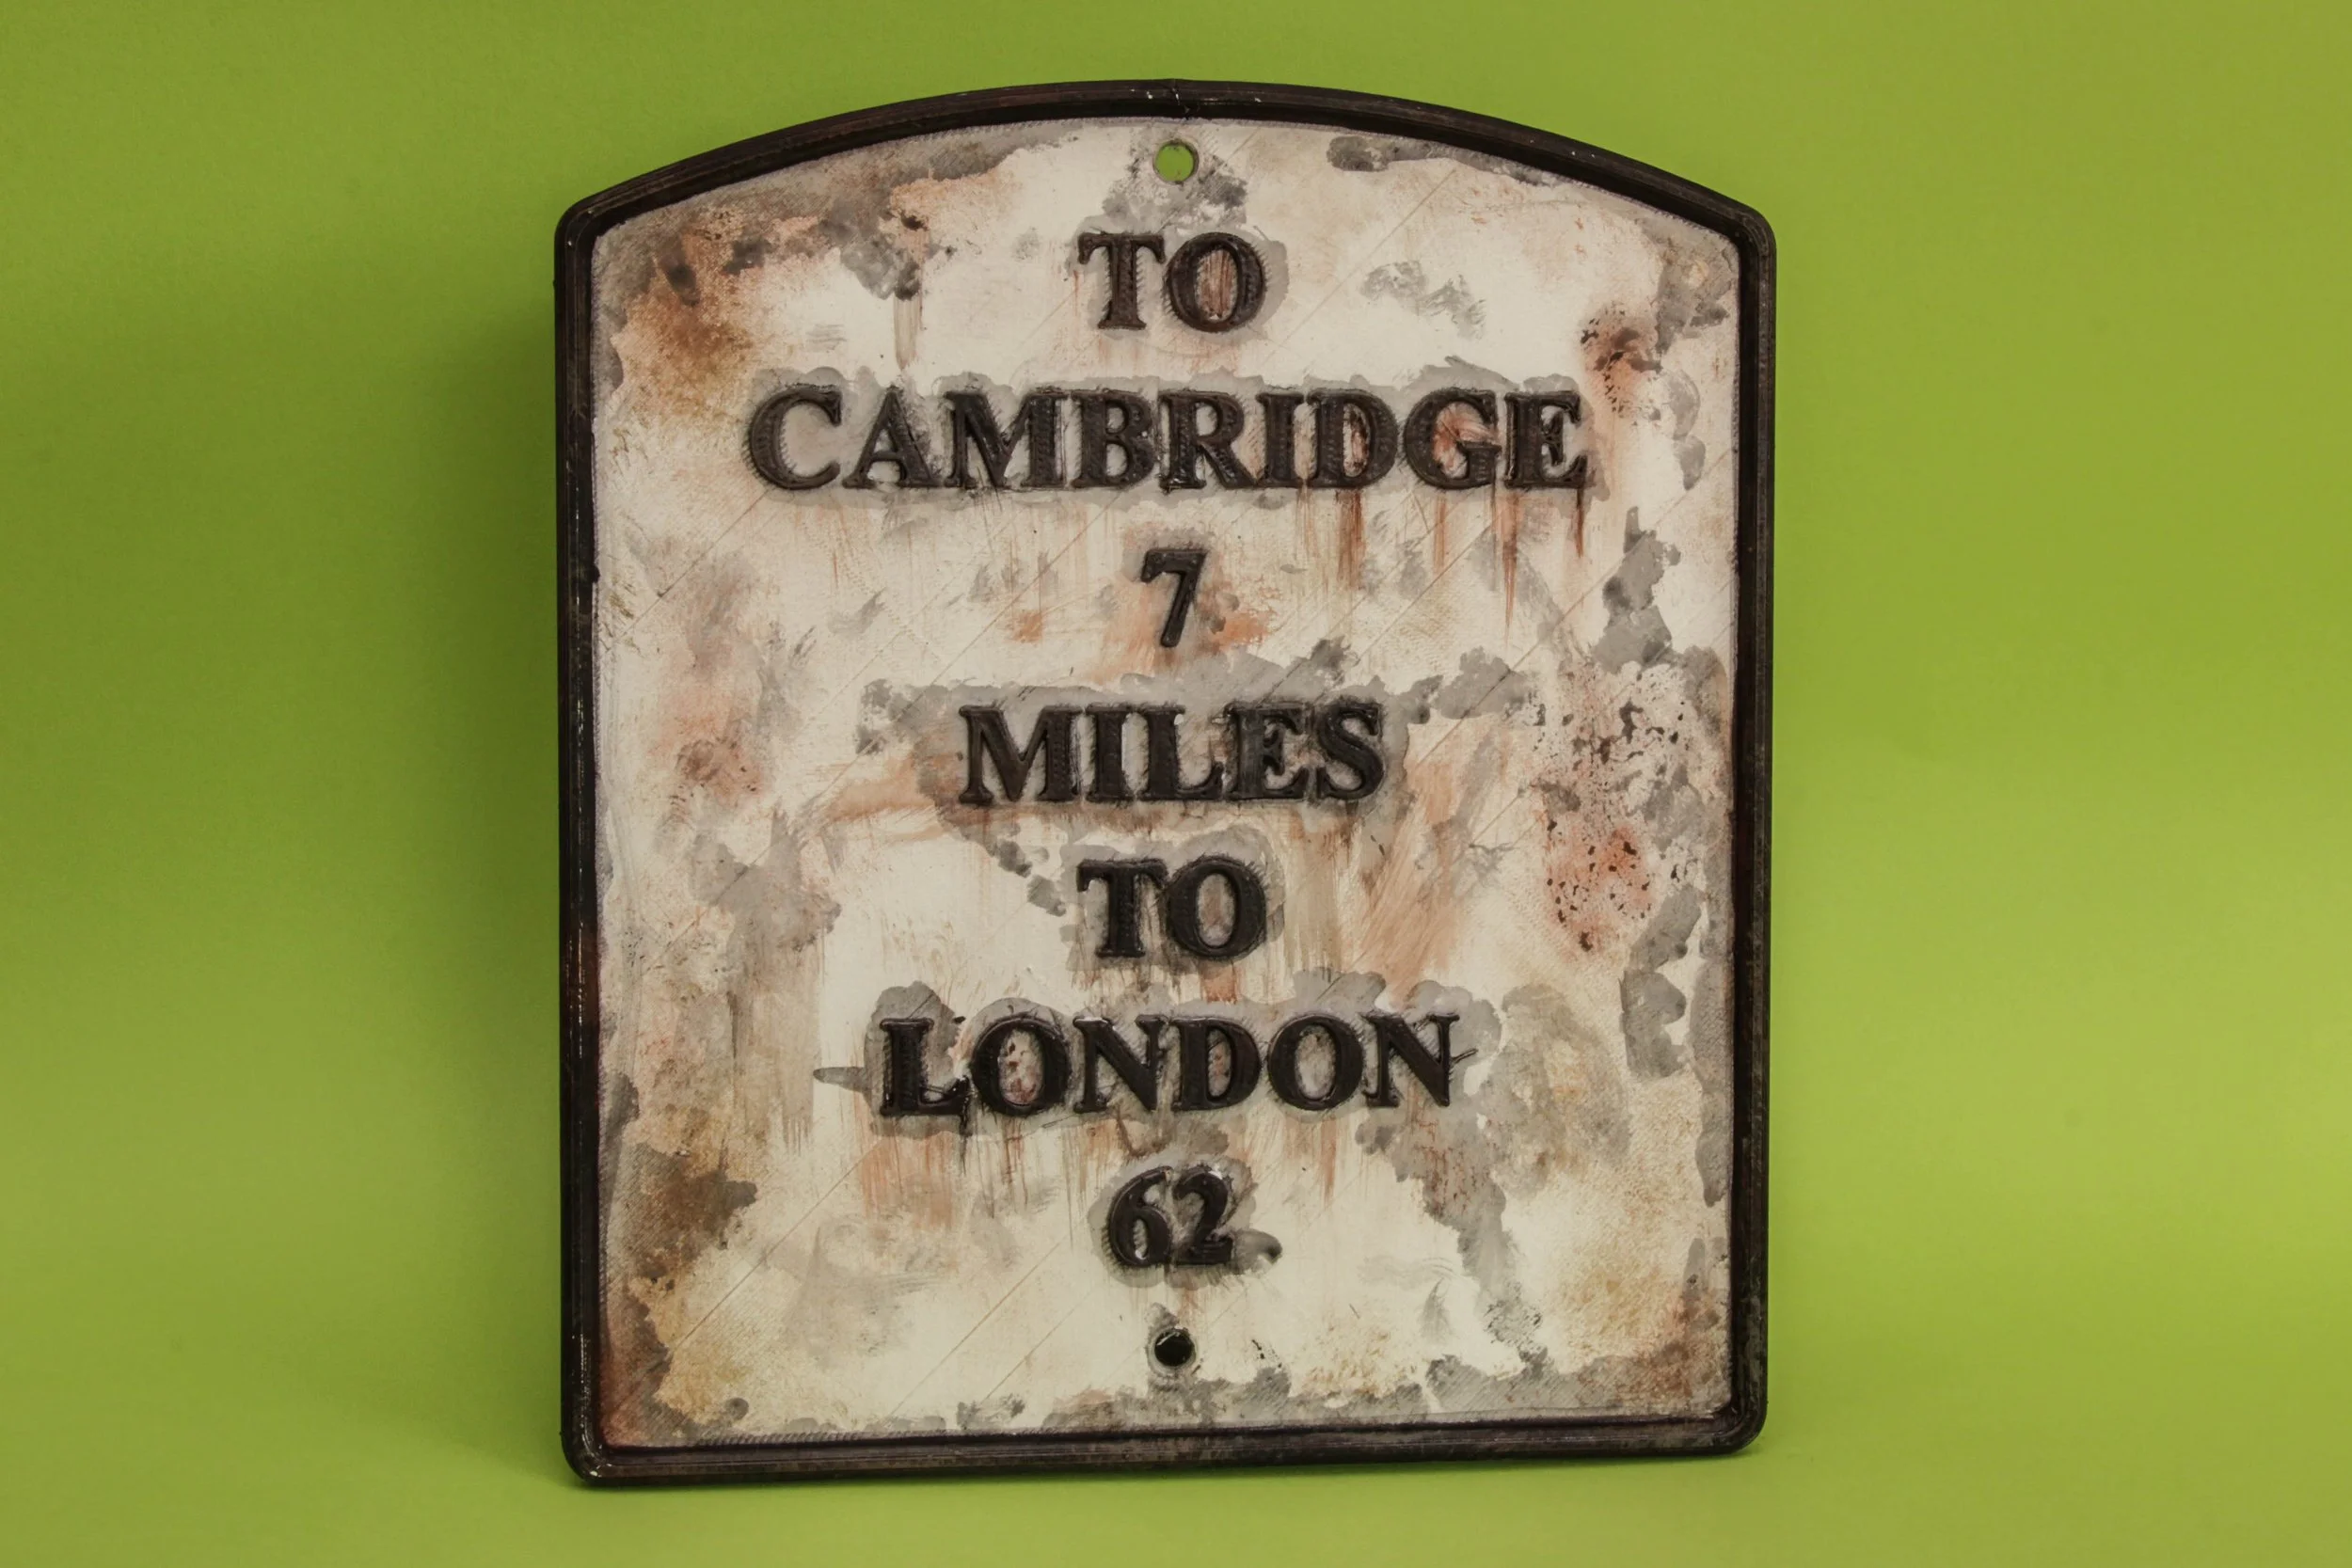 TO
CAMBRIDGE
7
MILES
TO
LONDON
62